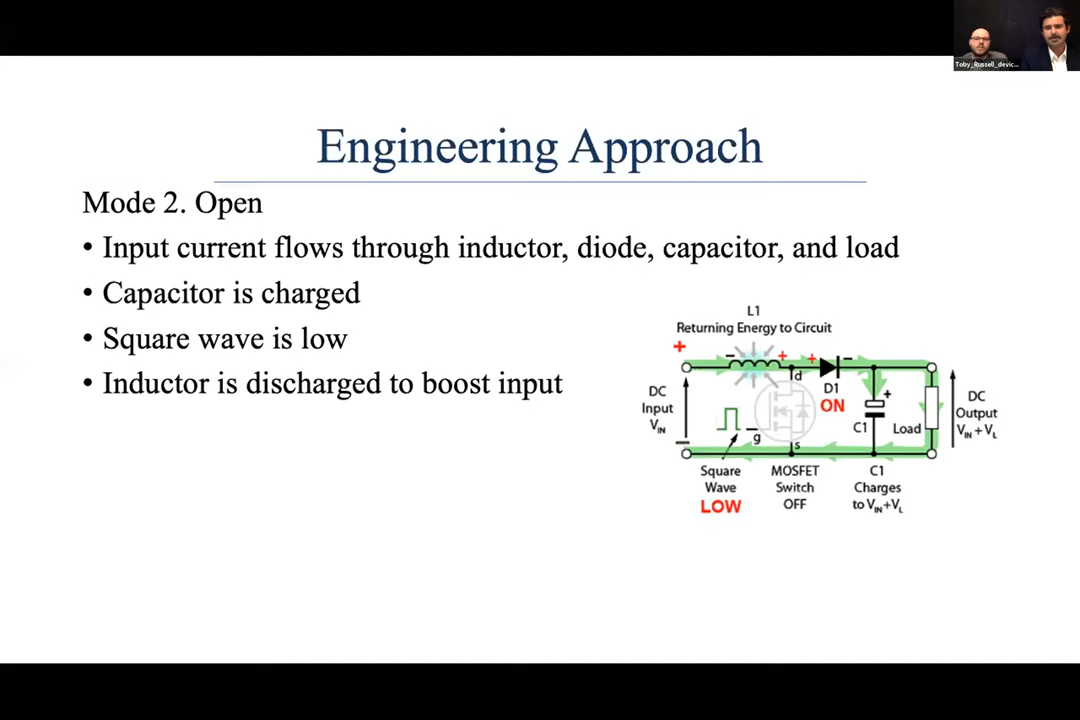 Toby_Russell_devic...
Engineering Approach
Mode 2. Open
• Input current flows through inductor, diode, capacitor, and load
• Capacitor is charged
• Square wave is low
• Inductor is discharged to boost input
L1
Returning Energy to Circuit
+
− + + −
d
D1
ON
DC
Input
VIN
−
g
s
C1
+
Load
DC
Output
VIN + VL
−
Square
Wave
LOW
MOSFET
Switch
OFF
C1
Charges
to VIN+VL